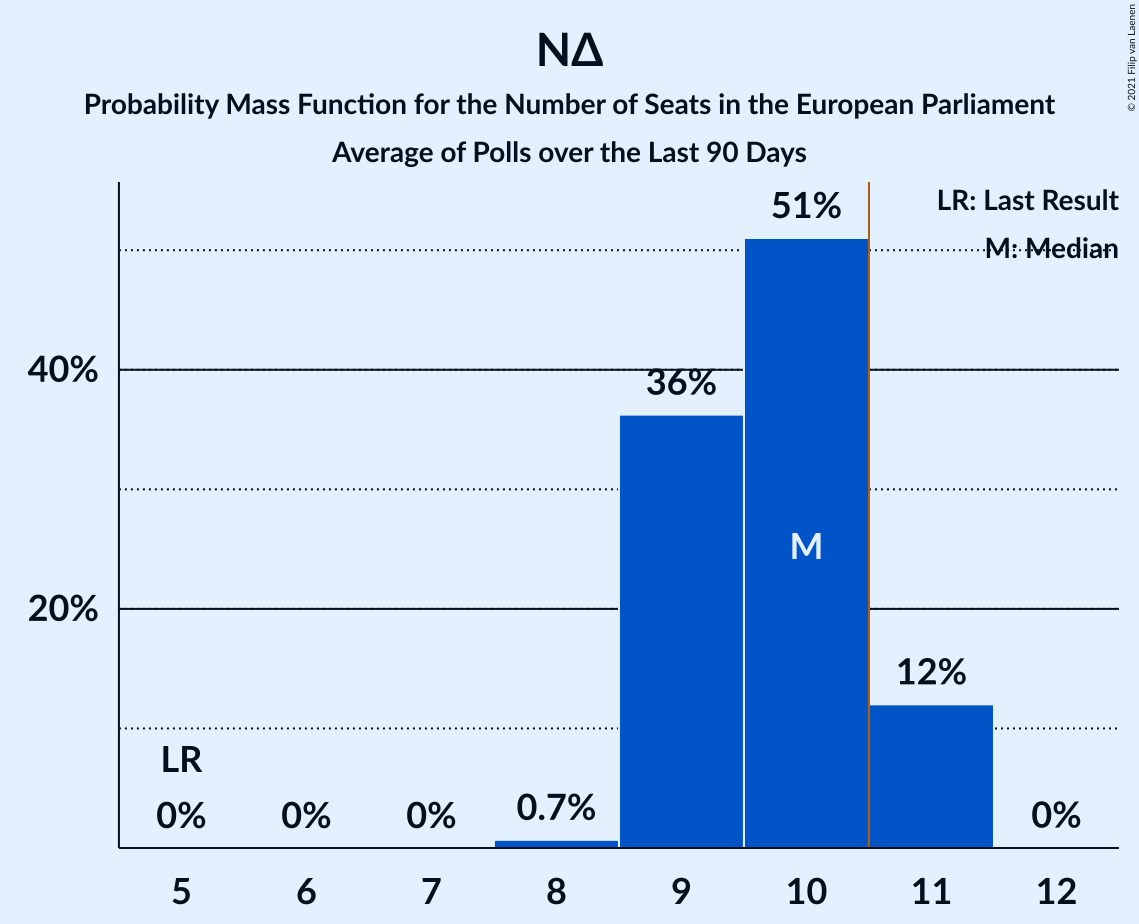 ΝΔ
Probability Mass Function for the Number of Seats in the European Parliament
Average of Polls over the Last 90 Days
© 2021 Filip van Laenen
LR: Last Result
M: Median
51%
40%
36%
M
20%
12%
LR
0%
0%
0%
0.7%
0%
5
6
7
8
9
10
11
12